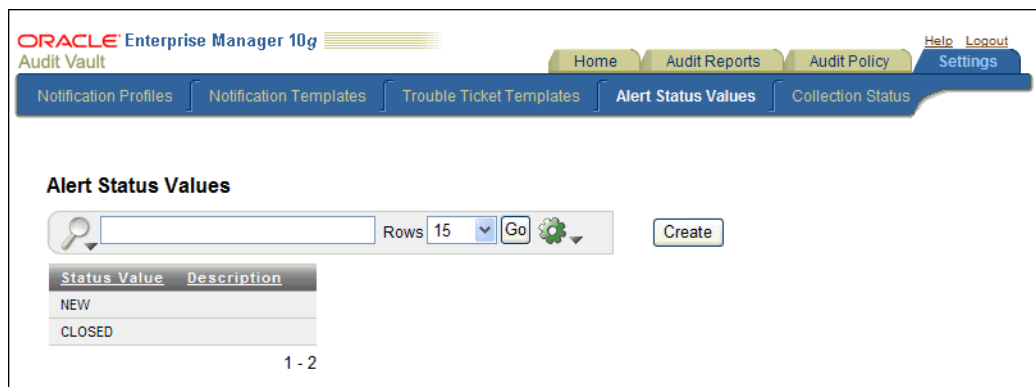 ORACLE Enterprise Manager 10g
Audit Vault
Help Logout
Home Audit Reports Audit Policy Settings
Notification Profiles Notification Templates Trouble Ticket Templates Alert Status Values Collection Status
Alert Status Values
Rows 15 Go Create
Status Value Description
NEW
CLOSED
1 - 2